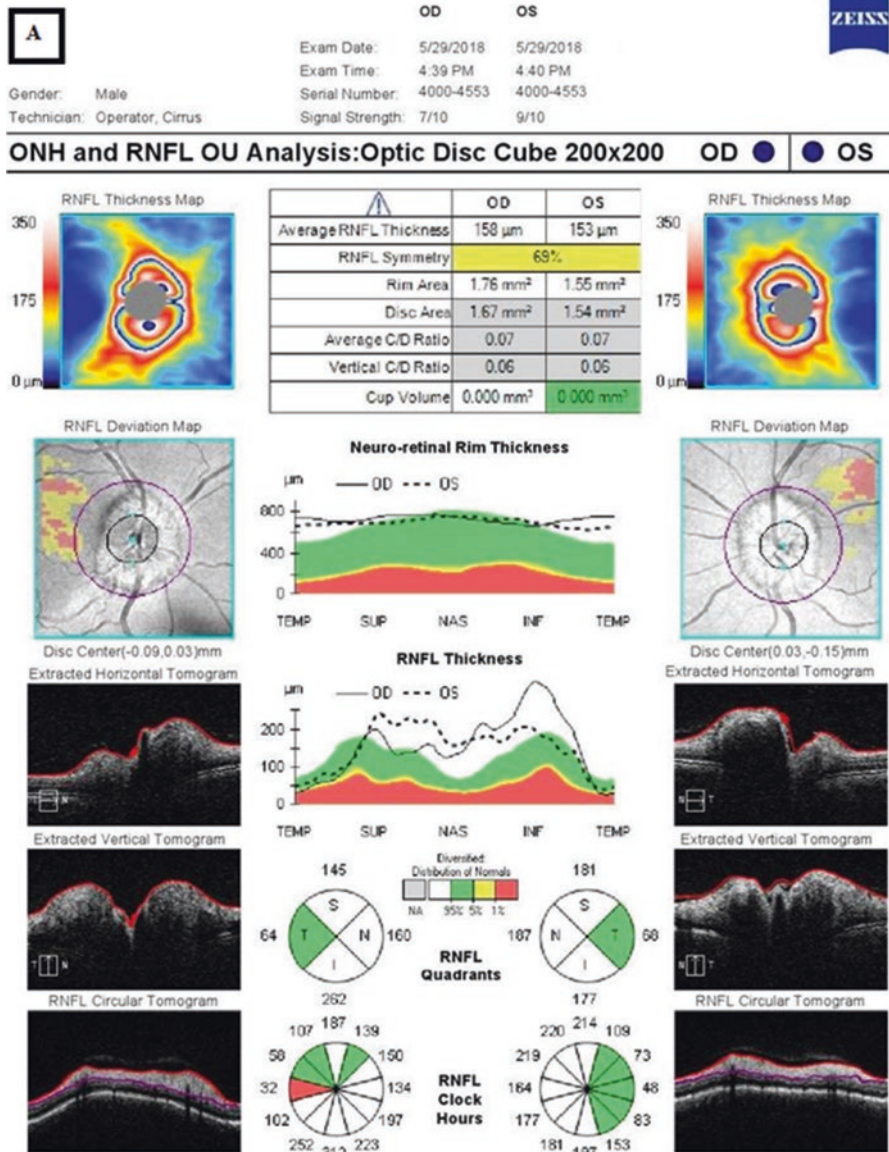 A
OD OS
ZEISS
Exam Date: 5/29/2018 5/29/2018
Exam Time: 4:39 PM 4:40 PM
Gender: Male Serial Number: 4000-4553 4000-4553
Technician: Operator, Cirrus Signal Strength: 7/10 9/10
ONH and RNFL OU Analysis:Optic Disc Cube 200x200 OD OS
RNFL Thickness Map
350
175
0 µm
OD OS
Average RNFL Thickness 158 µm 153 µm
RNFL Symmetry 69%
Rim Area 1.76 mm² 1.55 mm²
Disc Area 1.67 mm² 1.54 mm²
Average C/D Ratio 0.07 0.07
Vertical C/D Ratio 0.06 0.06
Cup Volume 0.000 mm³ 0.000 mm³
RNFL Thickness Map
350
175
0 µm
RNFL Deviation Map
Disc Center(-0.09,0.03)mm
Neuro-retinal Rim Thickness
µm OD OS
800
400
0
TEMP SUP NAS INF TEMP
RNFL Deviation Map
Disc Center(0.03,-0.15)mm
Extracted Horizontal Tomogram
T N
RNFL Thickness
µm OD OS
200
100
0
TEMP SUP NAS INF TEMP
Extracted Horizontal Tomogram
N T
Extracted Vertical Tomogram
T N
145
S
64 T N 160
I
262
Diversified:
Distribution of Normals
NA 95% 5% 1%
RNFL
Quadrants
181
S
187 N T 68
I
177
Extracted Vertical Tomogram
N T
RNFL Circular Tomogram
187
107 139
58 150
32 134
102 197
252 223
RNFL
Clock
Hours
214
220 109
219 73
164 48
177 83
181 153
RNFL Circular Tomogram